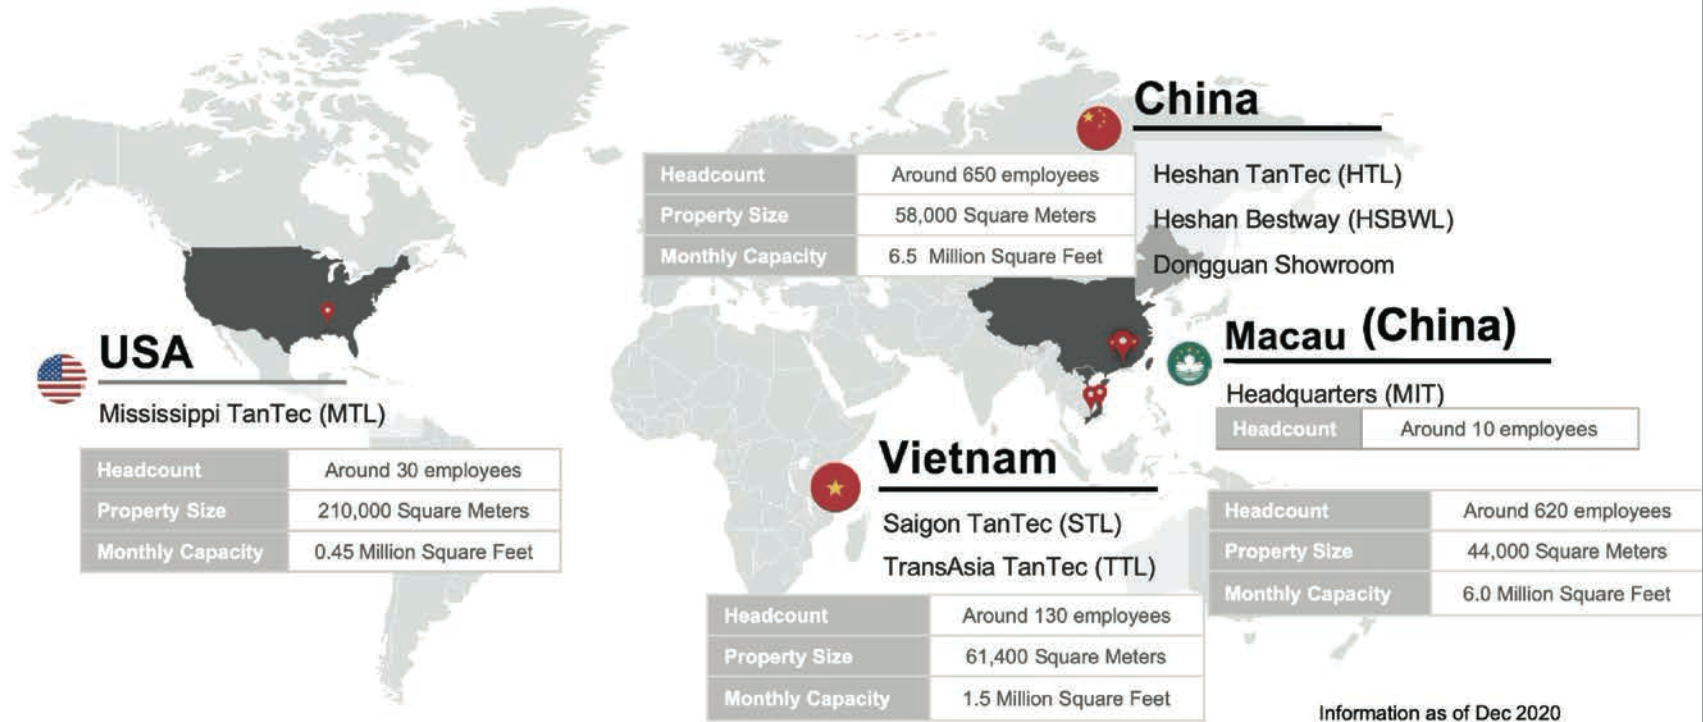 China
Heshan TanTec (HTL)
Heshan Bestway (HSBWL)
Dongguan Showroom
Headcount Around 650 employees
Property Size 58,000 Square Meters
Monthly Capacity 6.5 Million Square Feet
Macau (China)
Headquarters (MIT)
Headcount Around 10 employees
USA
Mississippi TanTec (MTL)
Headcount Around 30 employees
Property Size 210,000 Square Meters
Monthly Capacity 0.45 Million Square Feet
Vietnam
Saigon TanTec (STL)
TransAsia TanTec (TTL)
Headcount Around 620 employees
Property Size 44,000 Square Meters
Monthly Capacity 6.0 Million Square Feet
Headcount Around 130 employees
Property Size 61,400 Square Meters
Monthly Capacity 1.5 Million Square Feet
Information as of Dec 2020